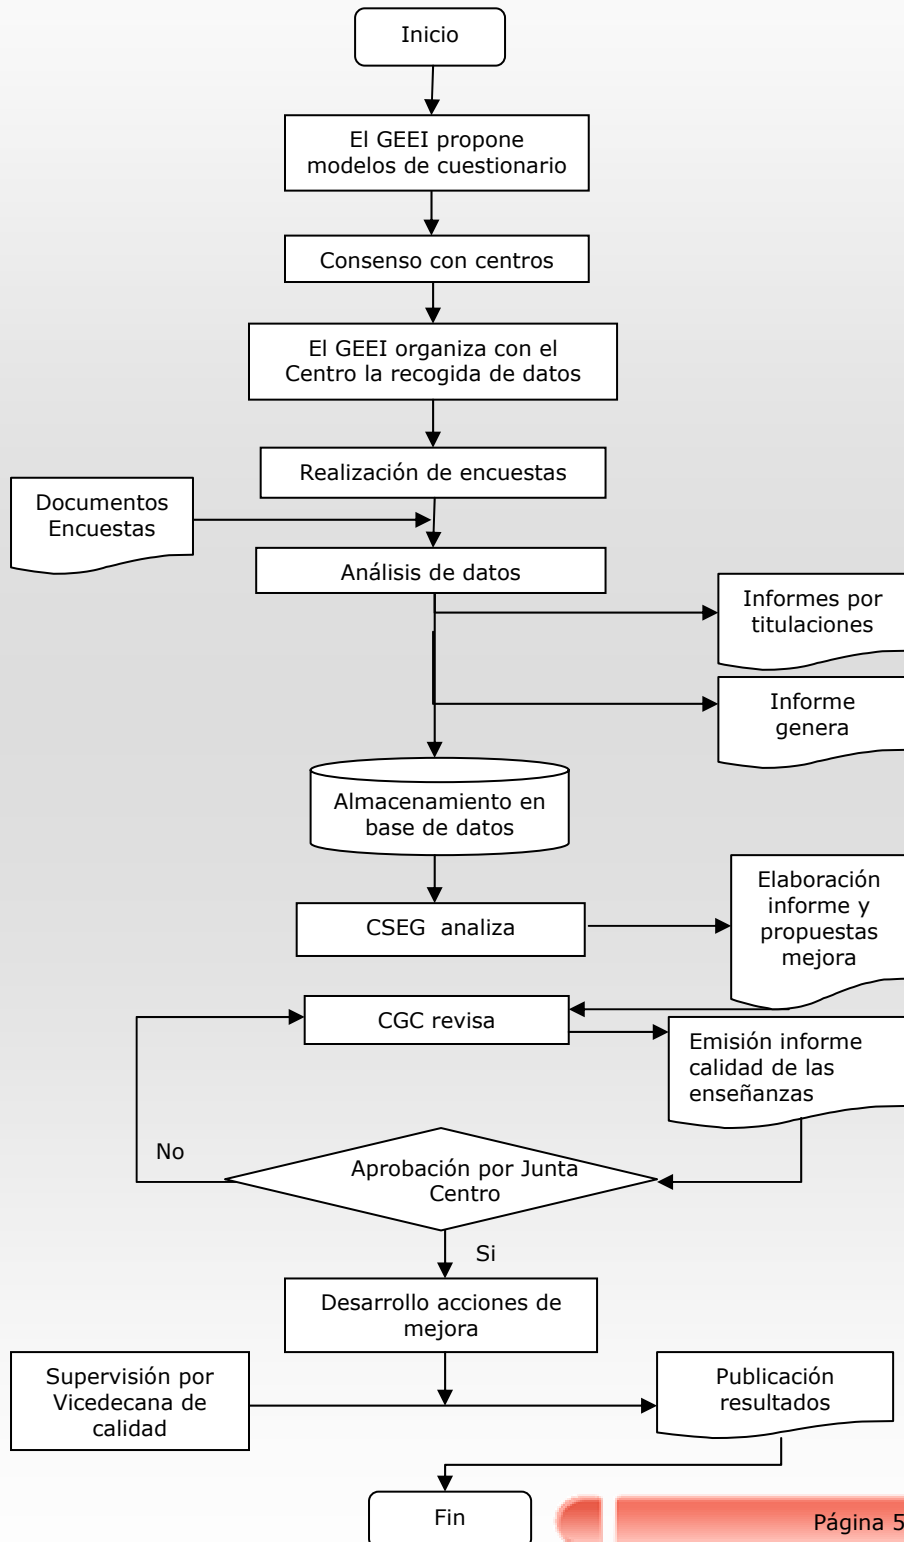 Inicio
El GEEI propone
modelos de cuestionario
Consenso con centros
El GEEI organiza con el
Centro la recogida de datos
Realización de encuestas
Documentos
Encuestas
Análisis de datos
Informes por
titulaciones
Informe
genera
Almacenamiento en
base de datos
Elaboración
informe y
propuestas
mejora
CSEG analiza
CGC revisa
Emisión informe
calidad de las
enseñanzas
No
Aprobación por Junta
Centro
Si
Desarrollo acciones de
mejora
Supervisión por
Vicedecana de
calidad
Publicación
resultados
Fin
Página 5